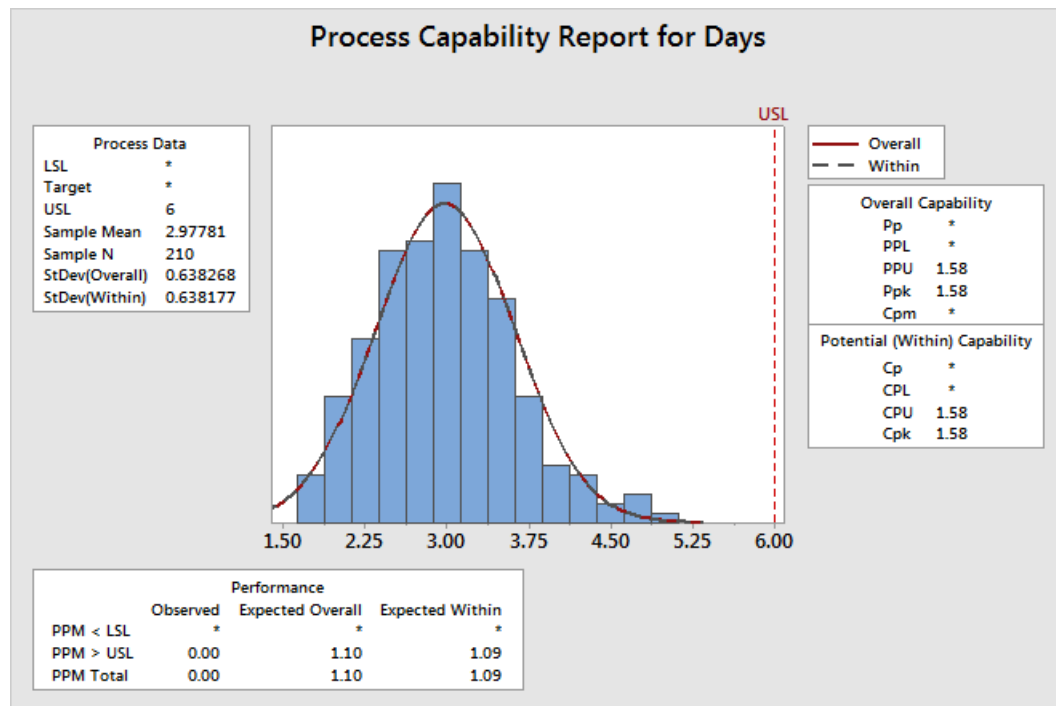 Process Capability Report for Days
USL
Process Data
LSL *
Target *
USL 6
Sample Mean 2.97781
Sample N 210
StDev(Overall) 0.638268
StDev(Within) 0.638177
Overall
Within
Overall Capability
Pp *
PPL *
PPU 1.58
Ppk 1.58
Cpm *
Potential (Within) Capability
Cp *
CPL *
CPU 1.58
Cpk 1.58
1.50 2.25 3.00 3.75 4.50 5.25 6.00
Performance
Observed Expected Overall Expected Within
PPM < LSL * * *
PPM > USL 0.00 1.10 1.09
PPM Total 0.00 1.10 1.09